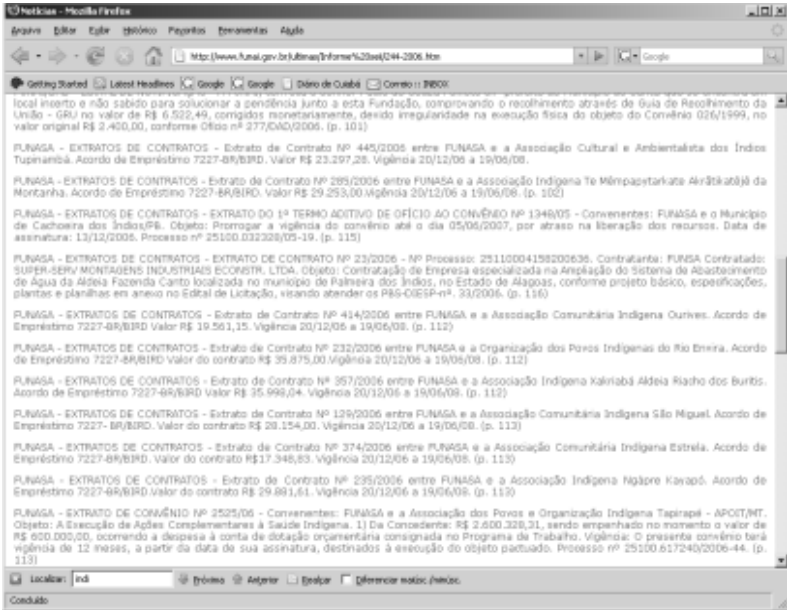 Notícias - Mozilla Firefox
Arquivo Editar Exibir Histórico Favoritos Ferramentas Ajuda
http://www.funai.gov.br/ultimas/Informe%20sei/244-2006.htm Google
Getting Started Latest Headlines Google Google Diário de Cuiabá Correio :: INBOX
local incerto e não sabido para solucionar a pendência junto a esta Fundação, comprovando o recolhimento através de Guia de Recolhimento da
União - GRU no valor de R$ 6.522,49, corrigidos monetariamente, devido irregularidade na execução física do objeto do Convênio 026/1999, no
valor original R$ 2.400,00, conforme Ofício nº 277/DAD/2006. (p. 101)
FUNASA - EXTRATOS DE CONTRATOS - Extrato de Contrato Nº 445/2006 entre FUNASA e a Associação Cultural e Ambientalista dos Índios
Tupinambá. Acordo de Empréstimo 7227-BR/BIRD. Valor R$ 23.297,28. Vigência 20/12/06 a 19/06/08.
FUNASA - EXTRATOS DE CONTRATOS - Extrato de Contrato Nº 285/2006 entre FUNASA e a Associação Indígena Te Mêmpapytarkate Akrãtikatêjê da
Montanha. Acordo de Empréstimo 7227-BR/BIRD. Valor R$ 29.253,00.Vigência 20/12/06 a 19/06/08. (p. 102)
FUNASA - EXTRATOS DE CONTRATOS - EXTRATO DO 1º TERMO ADITIVO DE OFÍCIO AO CONVÊNIO Nº 1348/05 - Convenentes: FUNASA e o Município
de Cachoeira dos Índios/PB. Objeto: Prorrogar a vigência do convênio até o dia 05/06/2007, por atraso na liberação dos recursos. Data de
assinatura: 13/12/2006. Processo nº 25100.032328/05-19. (p. 115)
FUNASA - EXTRATOS DE CONTRATOS - EXTRATO DE CONTRATO Nº 23/2006 - Nº Processo: 25110004158200636. Contratante: FUNSA Contratado:
SUPER-SERV MONTAGENS INDUSTRIAIS ECONSTR. LTDA. Objeto: Contratação de Empresa especializada na Ampliação do Sistema de Abastecimento
de Água da Aldeia Fazenda Canto localizada no município de Palmeira dos Índios, no Estado de Alagoas, conforme projeto básico, especificações,
plantas e planilhas em anexo no Edital de Licitação, visando atender os PBS-CGESP-nº. 33/2006. (p. 116)
FUNASA - EXTRATOS DE CONTRATOS - Extrato de Contrato Nº 414/2006 entre FUNASA e a Associação Comunitária Indígena Ourives. Acordo de
Empréstimo 7227-BR/BIRD Valor R$ 19.561,15. Vigência 20/12/06 a 19/06/08. (p. 112)
FUNASA - EXTRATOS DE CONTRATOS - Extrato de Contrato Nº 232/2006 entre FUNASA e a Organização dos Povos Indígenas do Rio Envira. Acordo
de Empréstimo 7227-BR/BIRD Valor do contrato R$ 35.875,00.Vigência 20/12/06 a 19/06/08. (p. 112)
FUNASA - EXTRATOS DE CONTRATOS - Extrato de Contrato Nº 357/2006 entre FUNASA e a Associação Indígena Xakriabá Aldeia Riacho dos Buritis.
Acordo de Empréstimo 7227-BR/BIRD Valor R$ 35.998,04. Vigência 20/12/06 a 19/06/08. (p. 112)
FUNASA - EXTRATOS DE CONTRATOS - Extrato de Contrato Nº 129/2006 entre FUNASA e a Associação Comunitária Indígena São Miguel. Acordo de
Empréstimo 7227- BR/BIRD. Valor do contrato R$ 28.154,00. Vigência 20/12/06 a 19/06/08. (p. 113)
FUNASA - EXTRATOS DE CONTRATOS - Extrato de Contrato Nº 374/2006 entre FUNASA e a Associação Comunitária Indígena Estrela. Acordo de
Empréstimo 7227-BR/BIRD. Valor do contrato R$17.348,83. Vigência 20/12/06 a 19/06/08. (p. 113)
FUNASA - EXTRATOS DE CONTRATOS - Extrato de Contrato Nº 235/2006 entre FUNASA e a Associação Indígena Ngàpre Kayapó. Acordo de
Empréstimo 7227-BR/BIRD.Valor do contrato R$ 29.881,61. Vigência 20/12/06 a 19/06/08. (p. 113)
FUNASA - EXTRATO DE CONVÊNIO Nº 2525/06 - Convenentes: FUNASA e a Associação dos Povos e Organização Indígena Tapirapé - APOIT/MT.
Objeto: A Execução de Ações Complementares à Saúde Indígena. 1) Da Concedente: R$ 2.600.328,31, sendo empenhado no momento o valor de
R$ 600.000,00, ocorrendo a despesa à conta de dotação orçamentária consignada no Programa de Trabalho. Vigência: O presente convênio terá
vigência de 12 meses, a partir da data de sua assinatura, destinados à execução do objeto pactuado. Processo nº 25100.617240/2006-44. (p.
113)
Localizar: indi Próxima Anterior Realçar Diferenciar maiúsc./minúsc.
Concluído